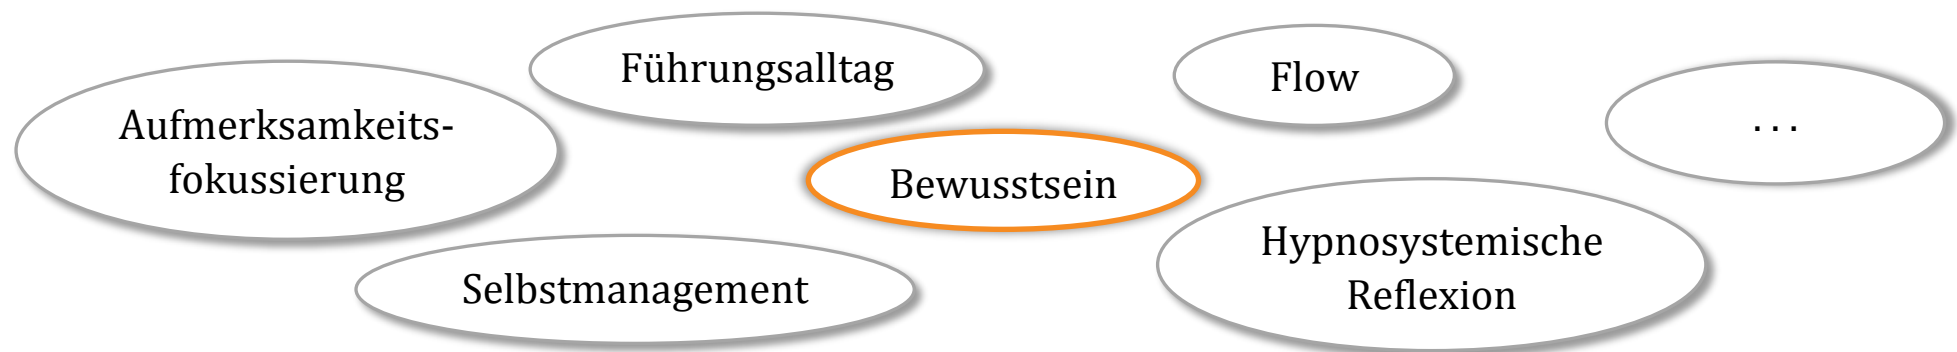 Führungsalltag
Flow
Aufmerksamkeits-
fokussierung
. . .
Bewusstsein
Selbstmanagement
Hypnosystemische
Reflexion